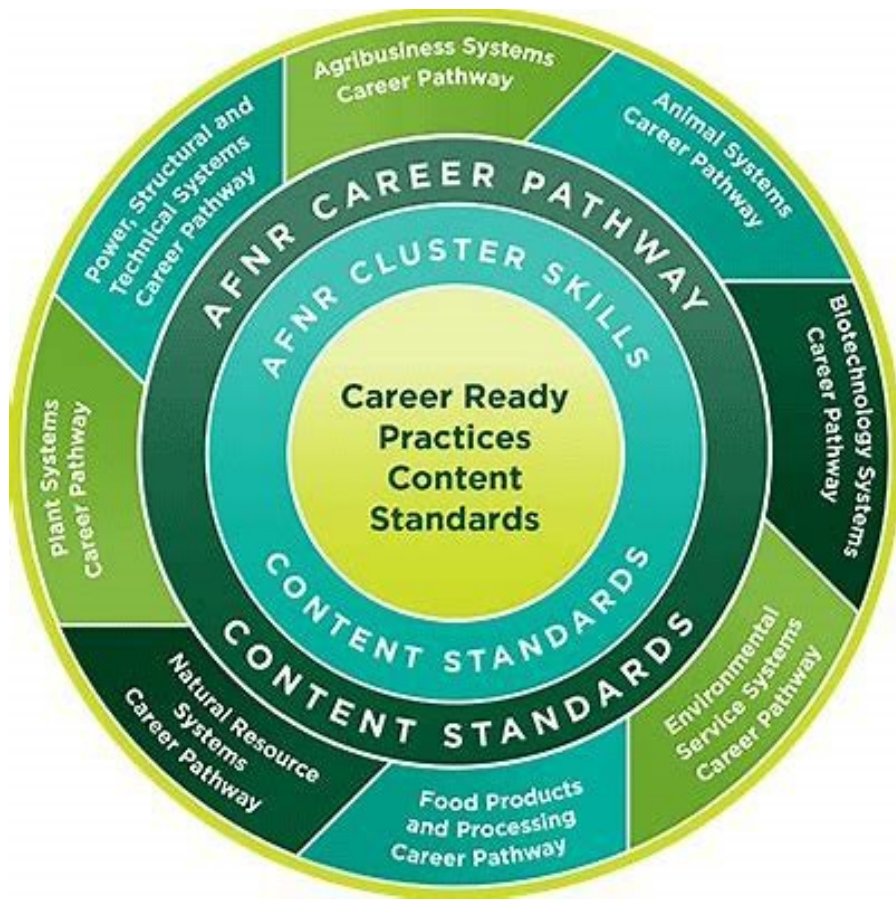 Agribusiness Systems
Career Pathway
Animal Systems
Career Pathway
Biotechnology Systems
Career Pathway
Environmental
Service Systems
Career Pathway
Food Products
and Processing
Career Pathway
Natural Resource
Systems
Career Pathway
Plant Systems
Career Pathway
Power, Structural and
Technical Systems
Career Pathway
AFNR CAREER PATHWAY
CONTENT STANDARDS
AFNR CLUSTER SKILLS
CONTENT STANDARDS
Career Ready
Practices
Content
Standards